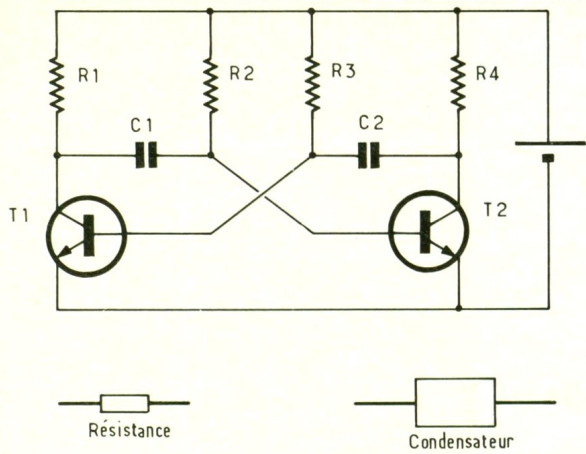 R1
R2
R3
R4
C1
C2
T1
T2
Résistance
Condensateur